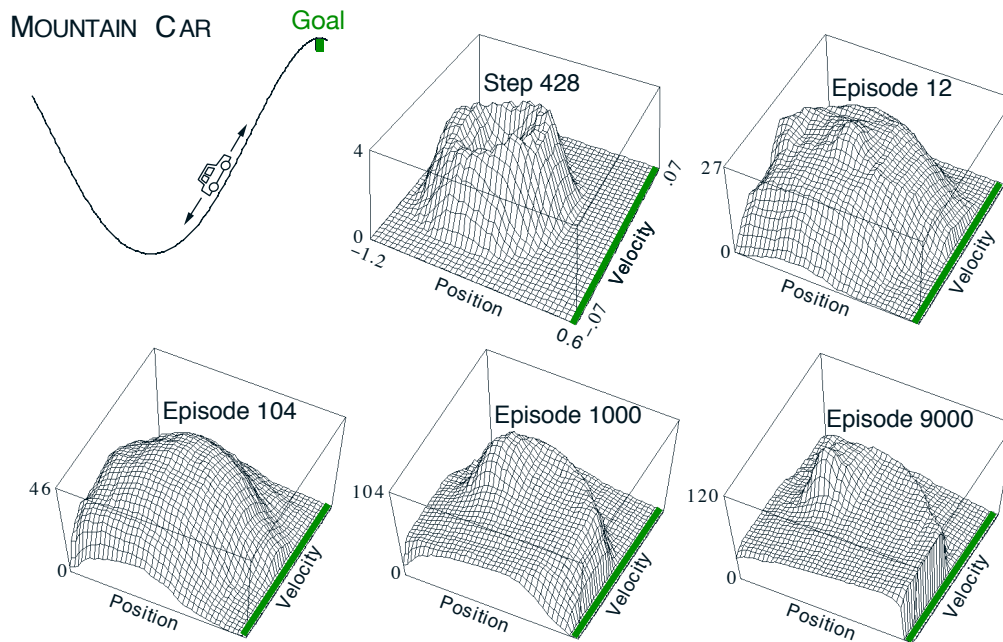 MOUNTAIN CAR
Goal
Step 428
4
0
−1.2
Position
0.6
−.07
Velocity
.07
Episode 12
27
0
Position
Velocity
Episode 104
46
0
Position
Velocity
Episode 1000
104
0
Position
Velocity
Episode 9000
120
0
Position
Velocity